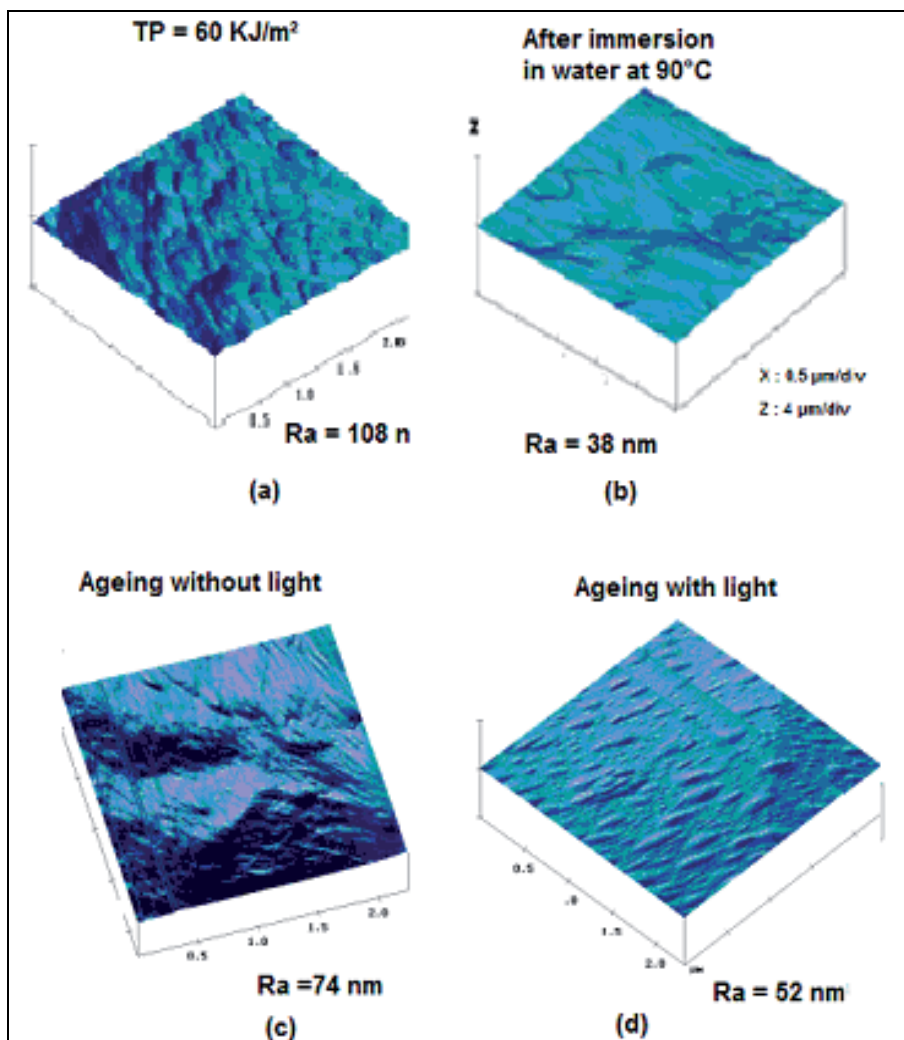 TP = 60 KJ/m²
After immersion
in water at 90°C
Z
2.0
1.5
1.0
0.5
X : 0.5 µm/div
Z : 4 µm/div
Ra = 108 n
Ra = 38 nm
(a)
(b)
Ageing without light
Ageing with light
0.5
1.0
1.5
2.0
0.5
.0
1.5
2.0
Ra =74 nm
Ra = 52 nm
(c)
(d)